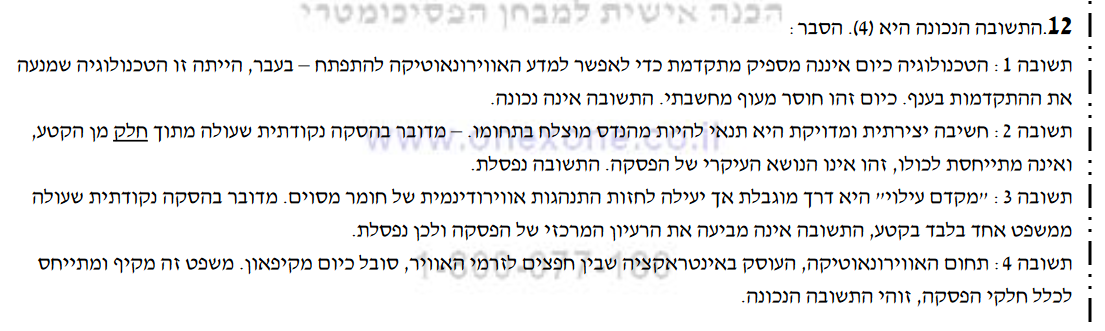 הכנה אישית למבחן הפסיכומטרי
12.התשובה הנכונה היא (4). הסבר :
תשובה 1 : הטכנולוגיה כיום איננה מספיק מתקדמת כדי לאפשר למדע האווירונאוטיקה להתפתח – בעבר, הייתה זו הטכנולוגיה שמנעה
את ההתקדמות בענף. כיום זהו חוסר מעוף מחשבתי. התשובה אינה נכונה.
תשובה 2 : חשיבה יצירתית ומדויקת היא תנאי להיות מהנדס מוצלח בתחומו. – מדובר בהסקה נקודתית שעולה מתוך חלק מן הקטע,
www.onexone.co.il
ואינה מתייחסת לכולו, זהו אינו הנושא העיקרי של הפסקה. התשובה נפסלת.
תשובה 3 : ״מקדם עילוי״ היא דרך מוגבלת אך יעילה לחזות התנהגות אווירודינמית של חומר מסוים. מדובר בהסקה נקודתית שעולה
ממשפט אחד בלבד בקטע, התשובה אינה מביעה את הרעיון המרכזי של הפסקה ולכן נפסלת.
תשובה 4 : תחום האווירונאוטיקה, העוסק באינטראקציה שבין חפצים לזרמי האוויר, סובל כיום מקיפאון. משפט זה מקיף ומתייחס
לכלל חלקי הפסקה, זוהי התשובה הנכונה.